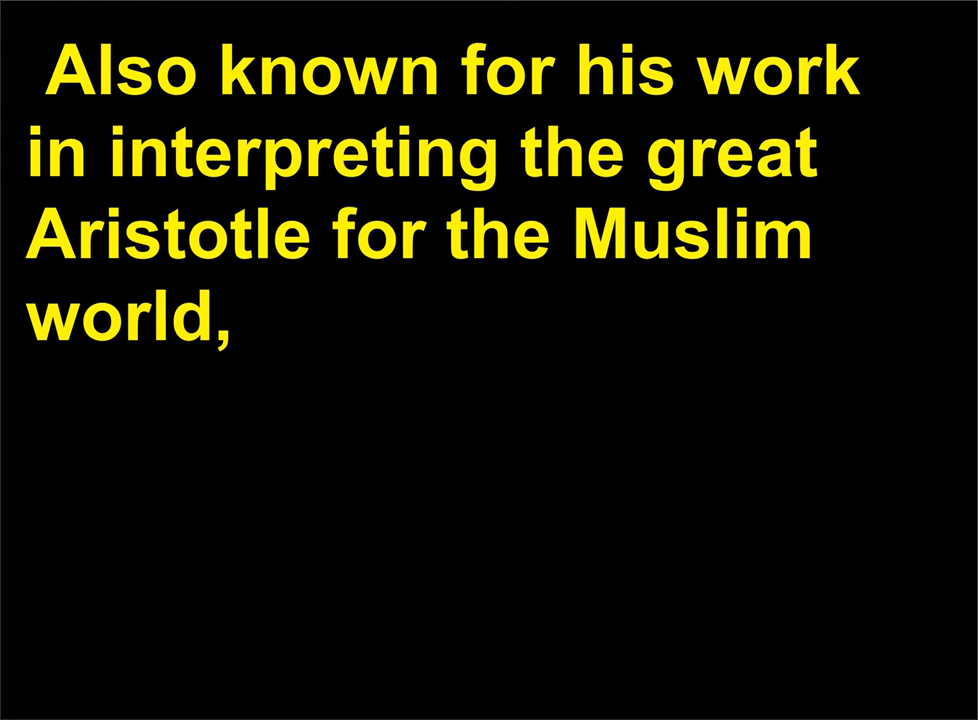 Also known for his work
in interpreting the great
Aristotle for the Muslim
world,